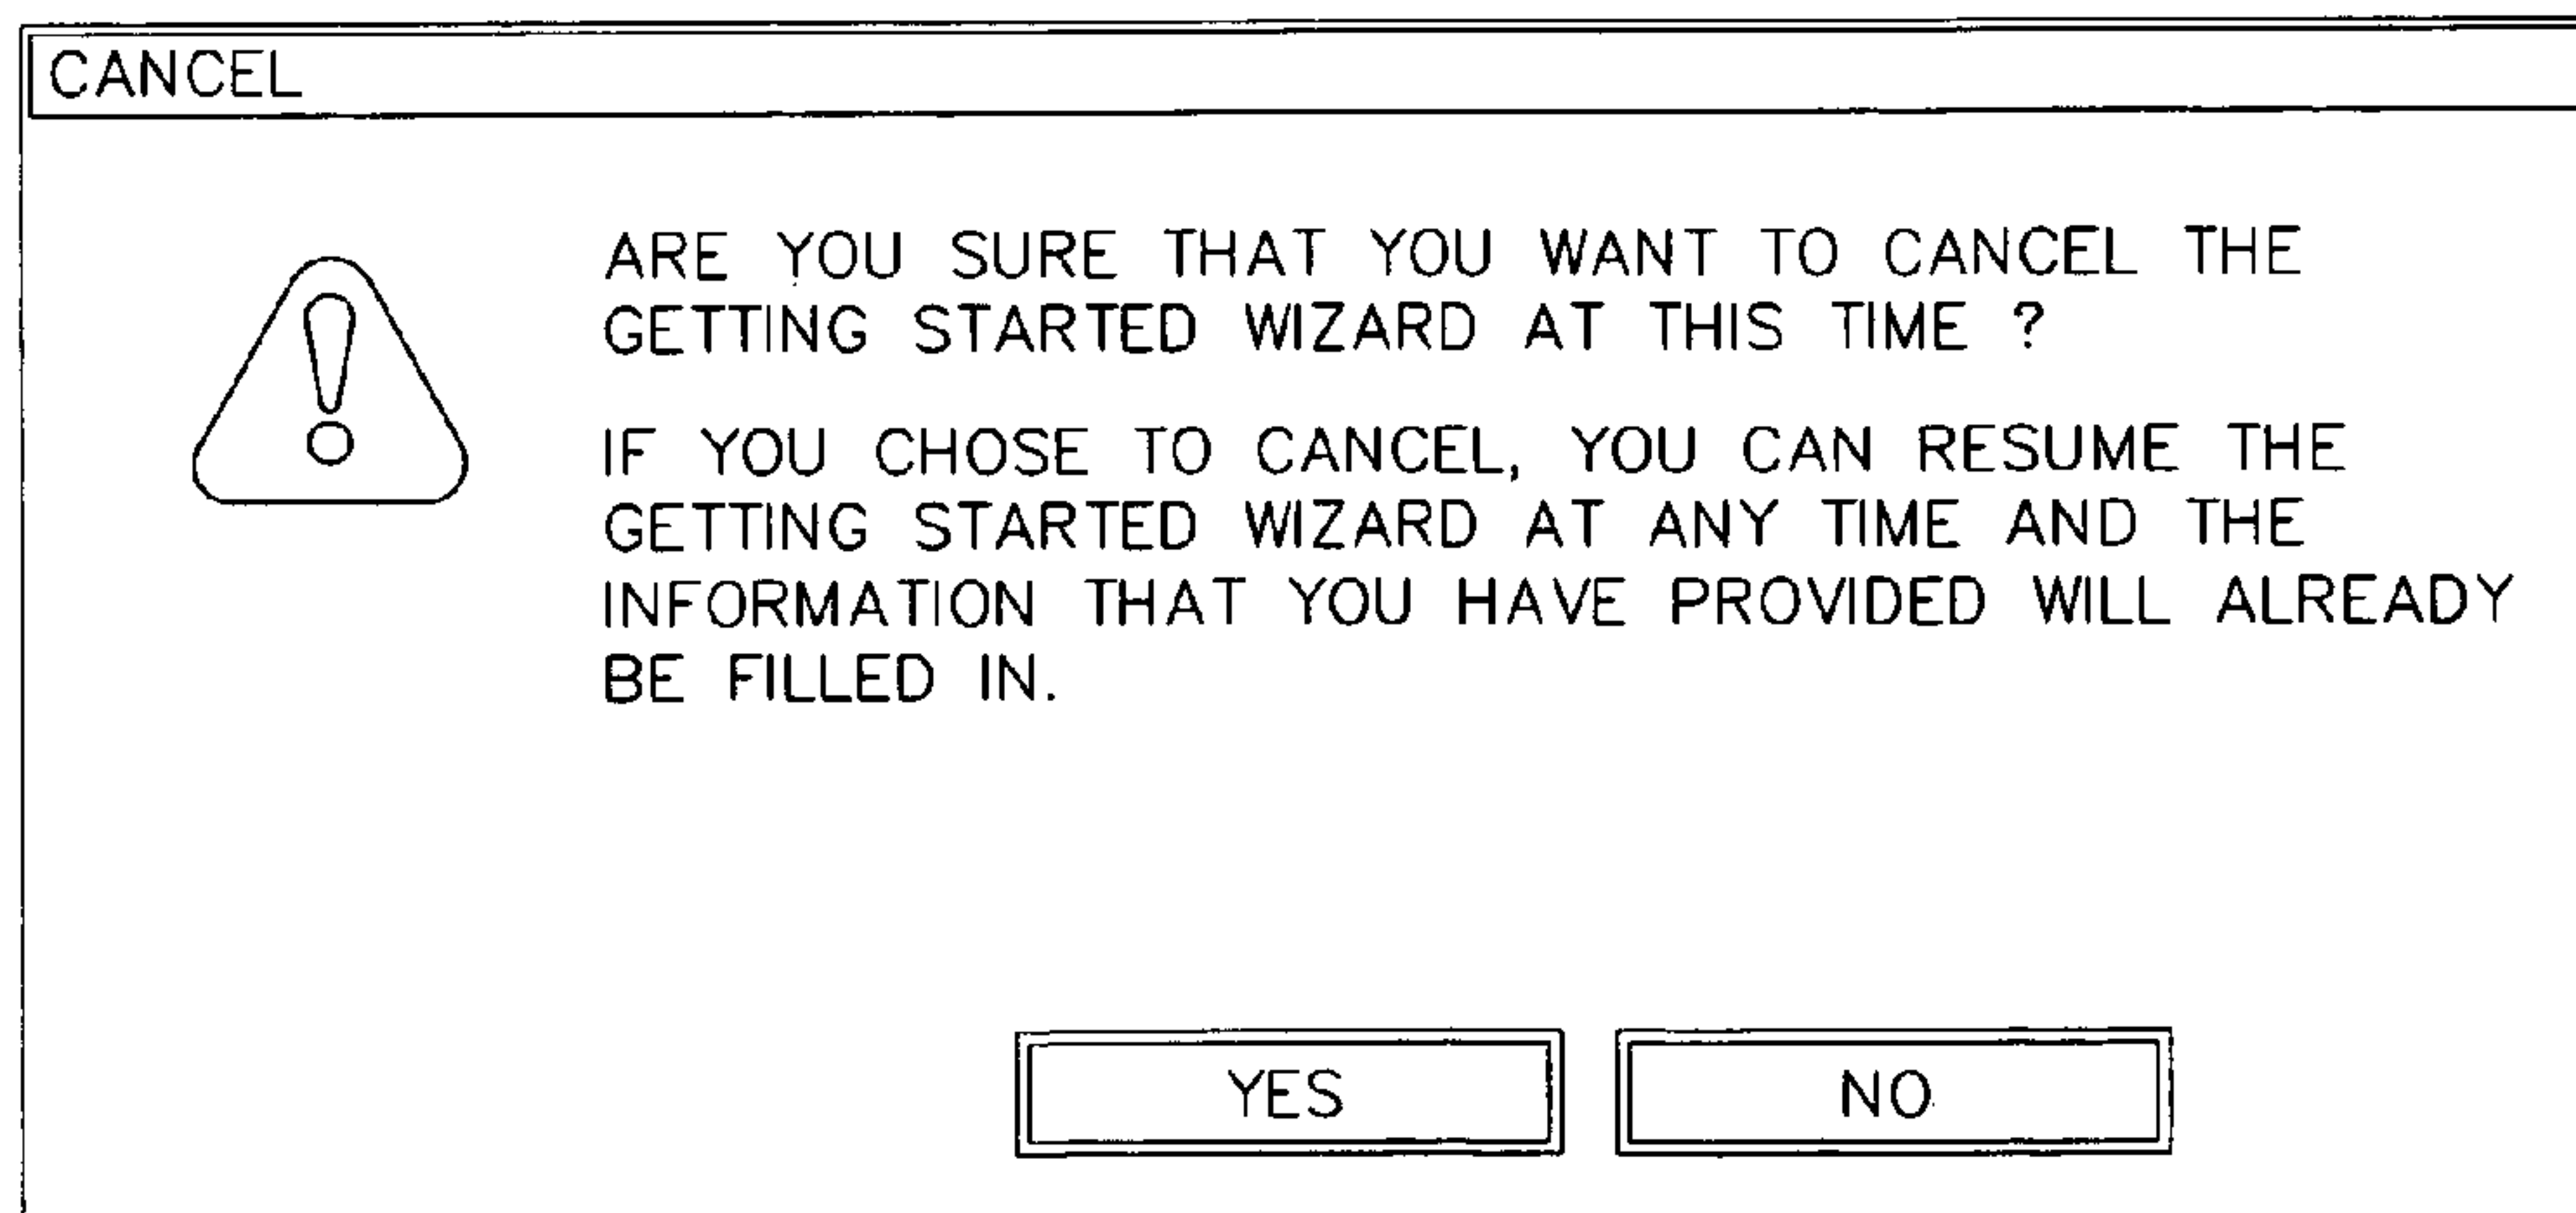 CANCEL
ARE YOU SURE THAT YOU WANT TO CANCEL THE
GETTING STARTED WIZARD AT THIS TIME ?
IF YOU CHOSE TO CANCEL, YOU CAN RESUME THE
GETTING STARTED WIZARD AT ANY TIME AND THE
INFORMATION THAT YOU HAVE PROVIDED WILL ALREADY
BE FILLED IN.
YES
NO